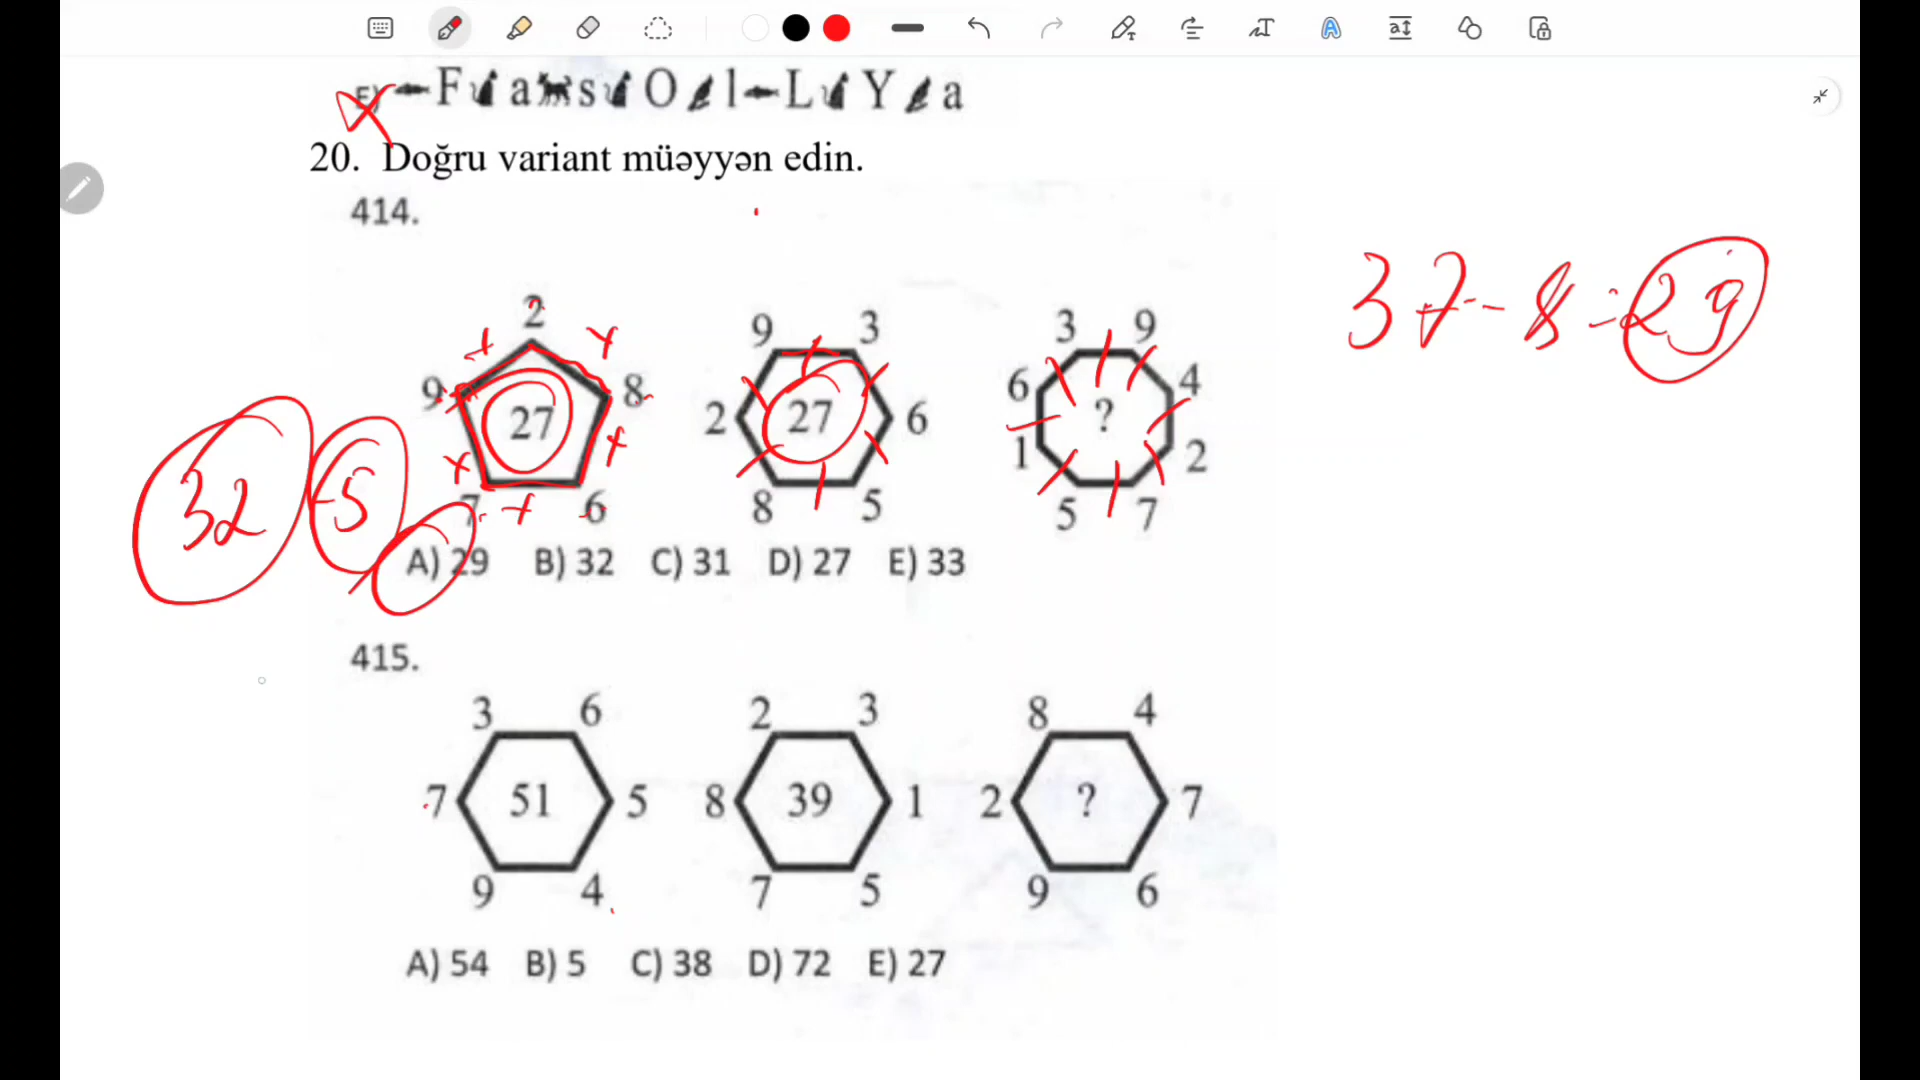 E) F a s O l L Y a
20. Doğru variant müəyyən edin.
414.
2
9 8
27
7 6
9 3
2 27 6
8 5
3 9
6 4
?
1 2
5 7
37 - 8 = 29
32 - 5
A) 29 B) 32 C) 31 D) 27 E) 33
415.
3 6
7 51 5
9 4
2 3
8 39 1
7 5
8 4
2 ? 7
9 6
A) 54 B) 5 C) 38 D) 72 E) 27